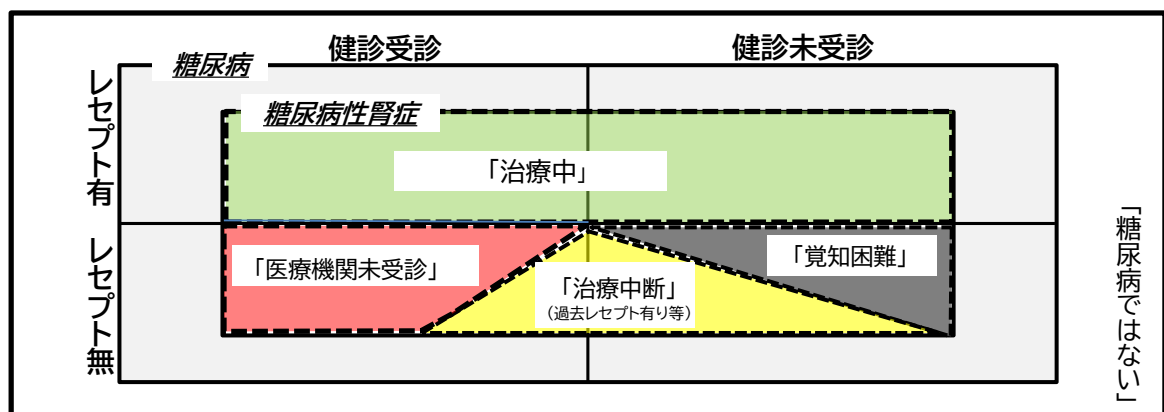 健診受診
健診未受診
糖尿病
糖尿病性腎症
レセプト有
「治療中」
レセプト無
「医療機関未受診」
「治療中断」
（過去レセプト有り等）
「覚知困難」
「糖尿病ではない」